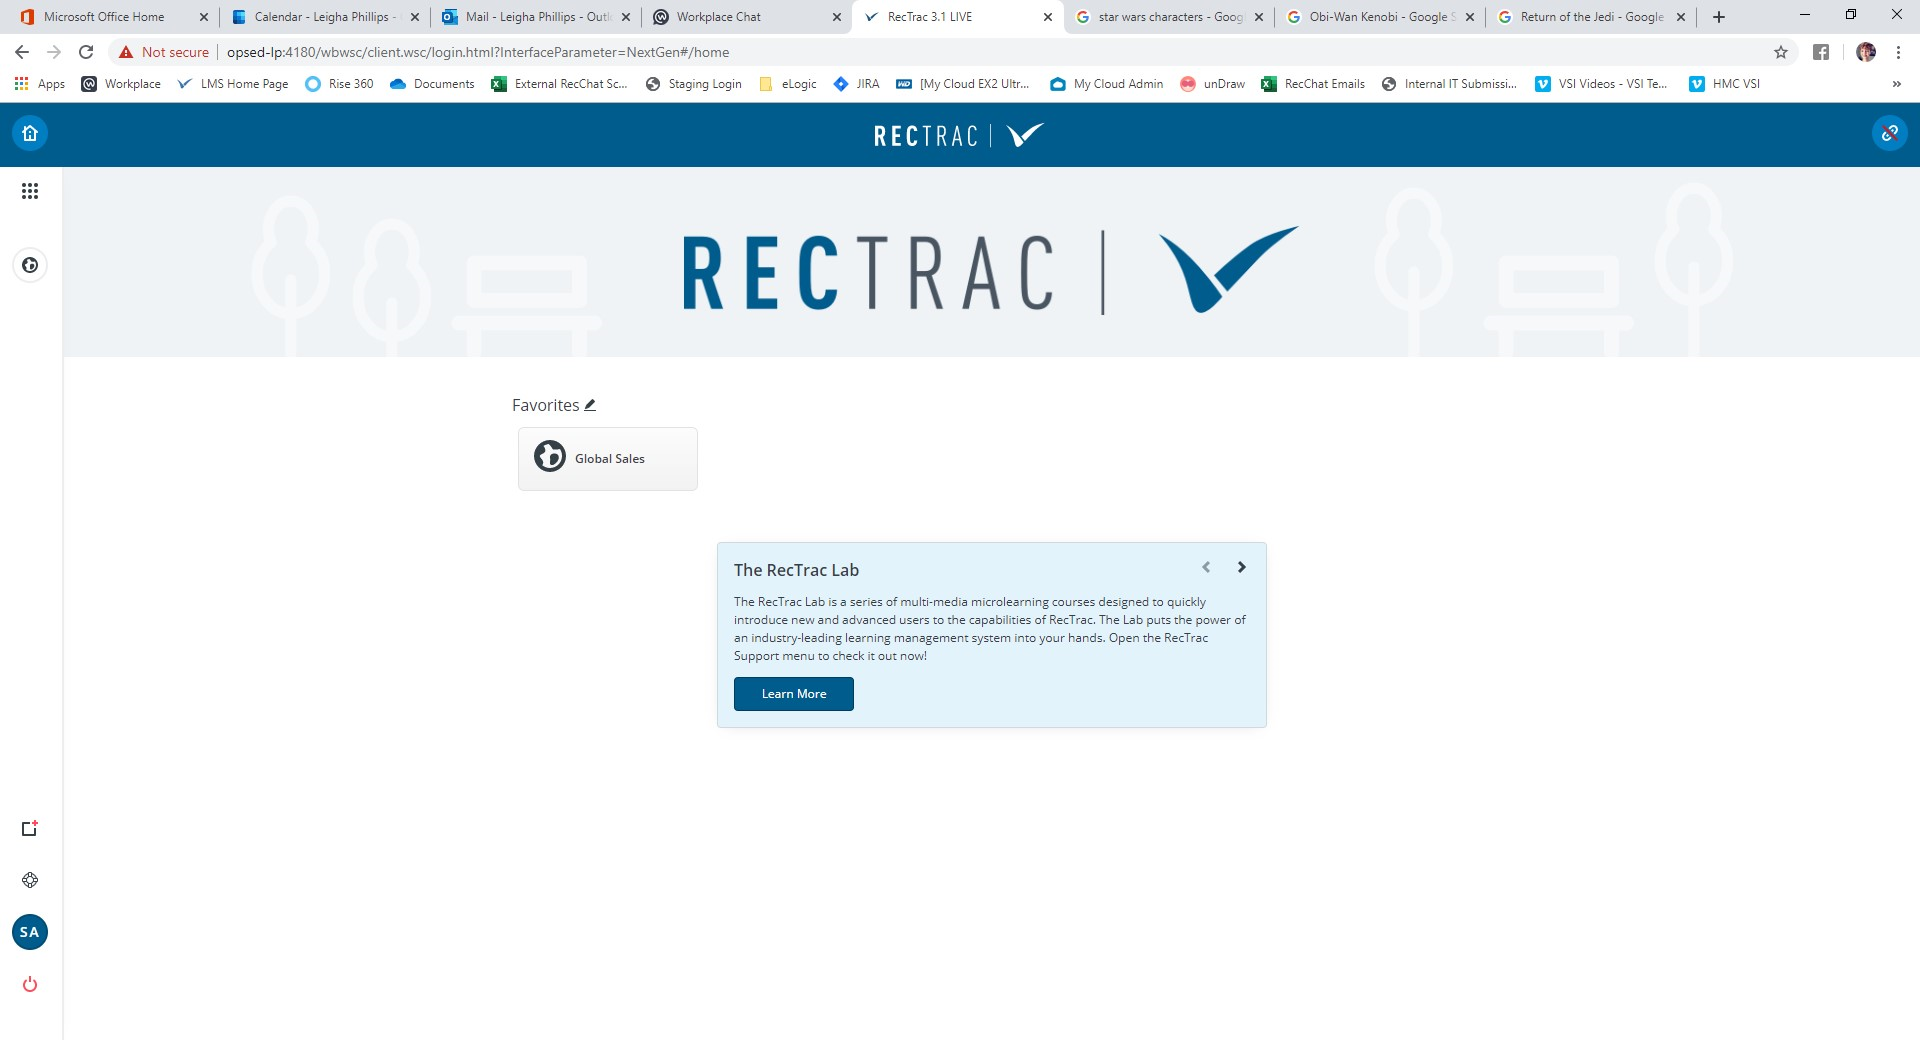 Microsoft Office Home
Calendar - Leigha Phillips -
Mail - Leigha Phillips - Outl
Workplace Chat
RecTrac 3.1 LIVE
star wars characters - Goog
Obi-Wan Kenobi - Google S
Return of the Jedi - Google
Not secure
opsed-lp:4180/wbwsc/client.wsc/login.html?InterfaceParameter=NextGen#/home
Apps
Workplace
LMS Home Page
Rise 360
Documents
External RecChat Sc...
Staging Login
eLogic
JIRA
[My Cloud EX2 Ultr...
My Cloud Admin
unDraw
RecChat Emails
Internal IT Submissi...
VSI Videos - VSI Te...
HMC VSI
»
RECTRAC
RECTRAC
Favorites
Global Sales
The RecTrac Lab
The RecTrac Lab is a series of multi-media microlearning courses designed to quickly
introduce new and advanced users to the capabilities of RecTrac. The Lab puts the power of
an industry-leading learning management system into your hands. Open the RecTrac
Support menu to check it out now!
Learn More
SA